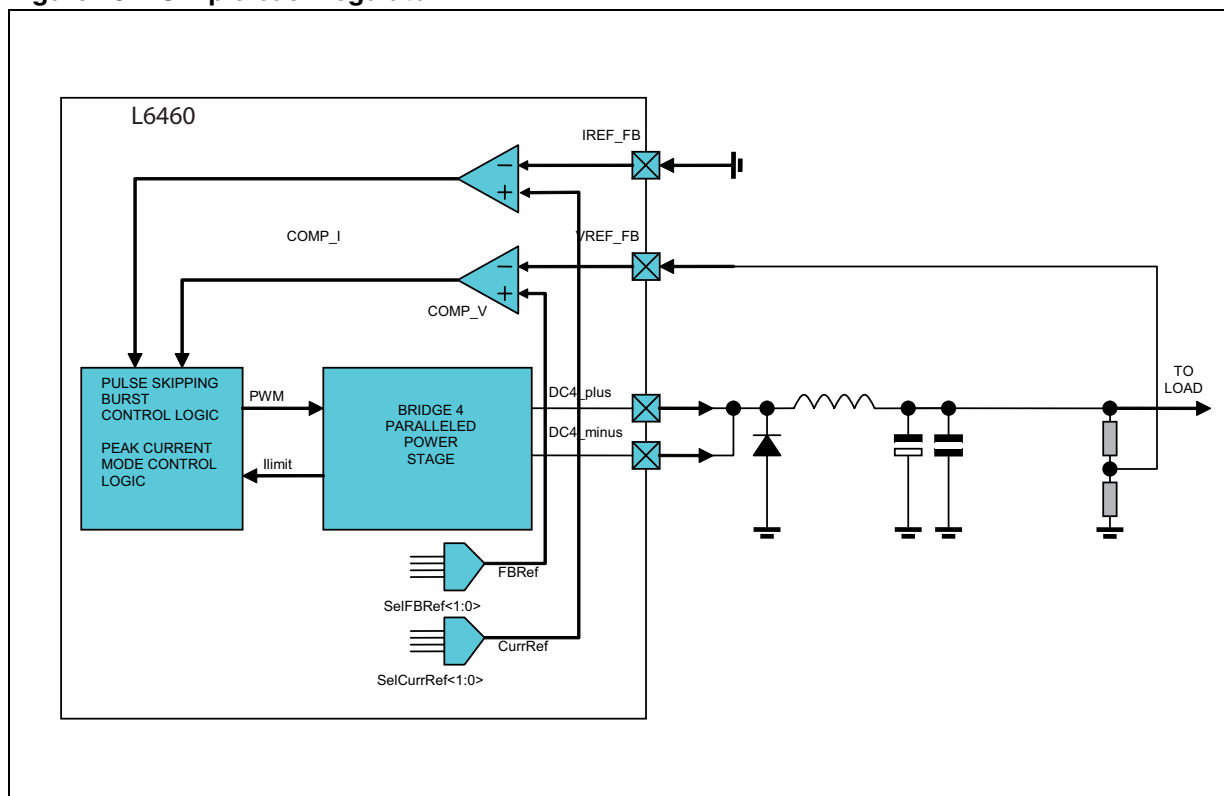 L6460
IREF_FB
COMP_I
VREF_FB
COMP_V
PULSE SKIPPING
BURST
CONTROL LOGIC
PEAK CURRENT
MODE CONTROL
LOGIC
PWM
Ilimit
BRIDGE 4
PARALLELED
POWER
STAGE
DC4_plus
DC4_minus
TO
LOAD
FBRef
SelFBRef<1:0>
CurrRef
SelCurrRef<1:0>